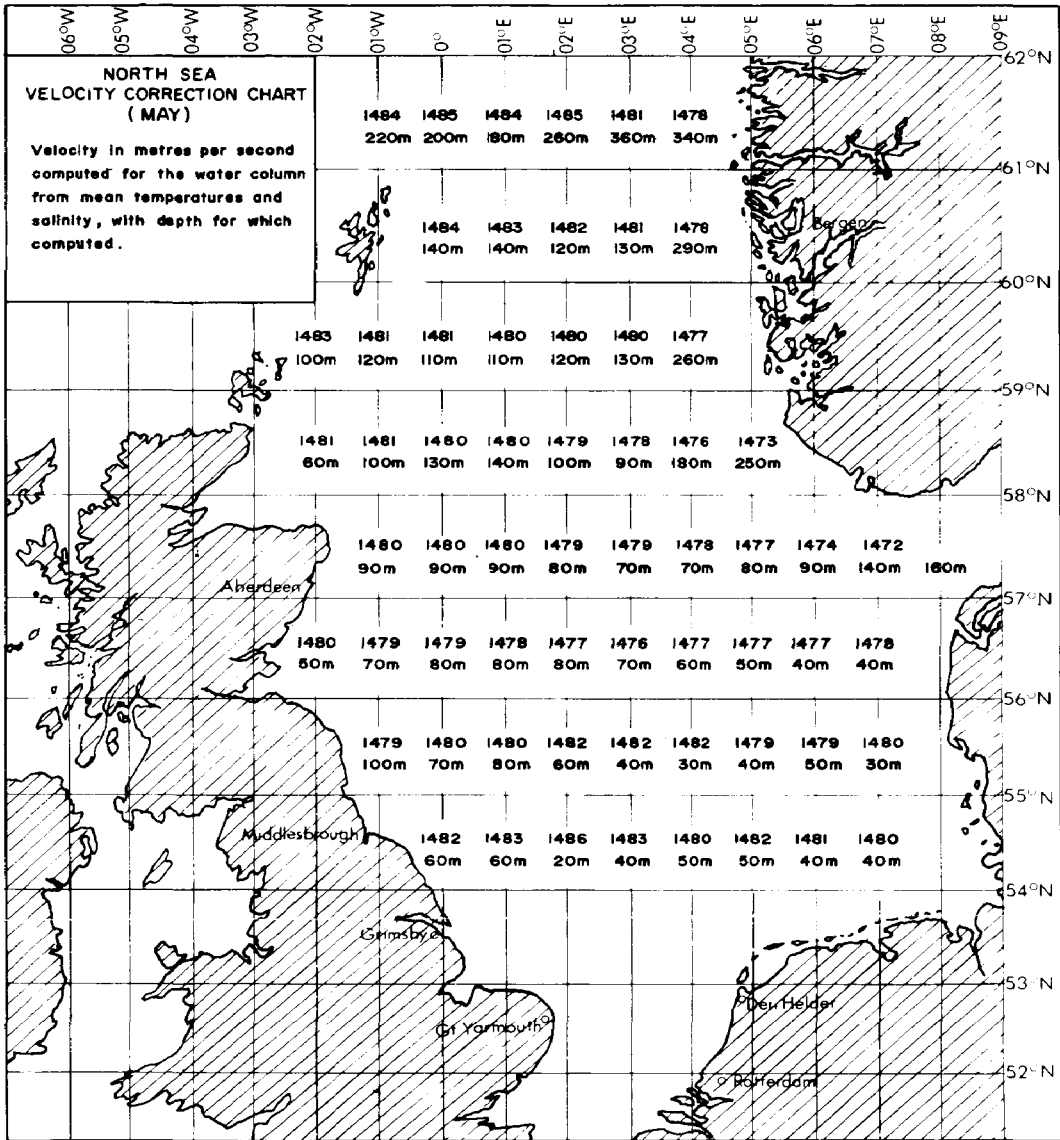 06°W 05°W 04°W 03°W 02°W 01°W 0° 01°E 02°E 03°E 04°E 05°E 06°E 07°E 08°E 09°E
62°N
NORTH SEA
VELOCITY CORRECTION CHART
(MAY)
Velocity in metres per second
computed for the water column
from mean temperatures and
salinity, with depth for which
computed.
1484 1485 1484 1485 1481 1478
220m 200m 180m 260m 360m 340m
61°N
1484 1483 1482 1481 1478
Bergen
140m 140m 120m 130m 290m
60°N
1483 1481 1481 1480 1480 1480 1477
100m 120m 110m 110m 120m 130m 260m
59°N
1481 1481 1480 1480 1479 1478 1476 1473
60m 100m 130m 140m 100m 90m 180m 250m
58°N
1480 1480 1480 1479 1479 1478 1477 1474 1472
90m 90m 90m 80m 70m 70m 80m 90m 140m 160m
Aberdeen
57°N
1480 1479 1479 1478 1477 1476 1477 1477 1477 1478
50m 70m 80m 80m 80m 70m 60m 50m 40m 40m
56°N
1479 1480 1480 1482 1482 1482 1479 1479 1480
100m 70m 80m 60m 40m 30m 40m 50m 30m
55°N
Middlesbrough
1482 1483 1486 1483 1480 1482 1481 1480
60m 60m 20m 40m 50m 50m 40m 40m
54°N
Grimsby
53°N
Den Helder
Gt Yarmouth
52°N
Rotterdam